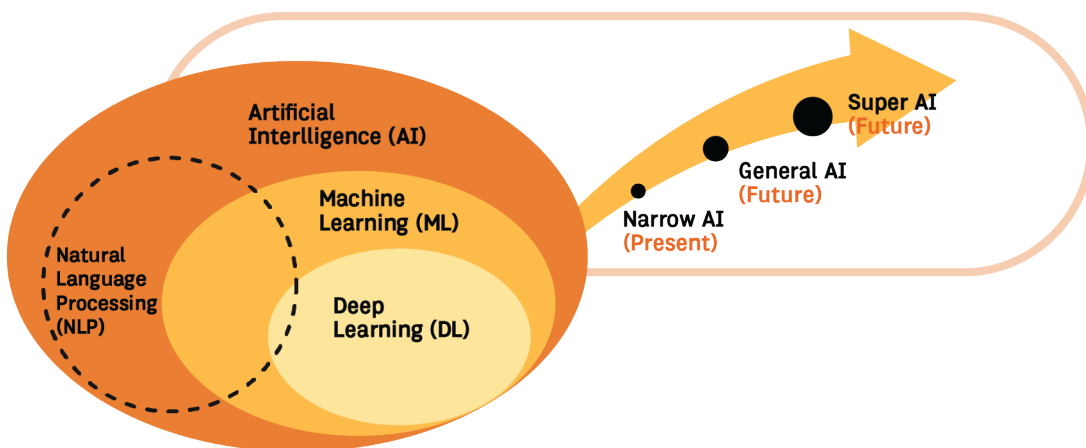 Artificial
Interlligence (AI)
Machine
Learning (ML)
Natural
Language
Processing
(NLP)
Deep
Learning (DL)
Narrow AI
(Present)
General AI
(Future)
Super AI
(Future)